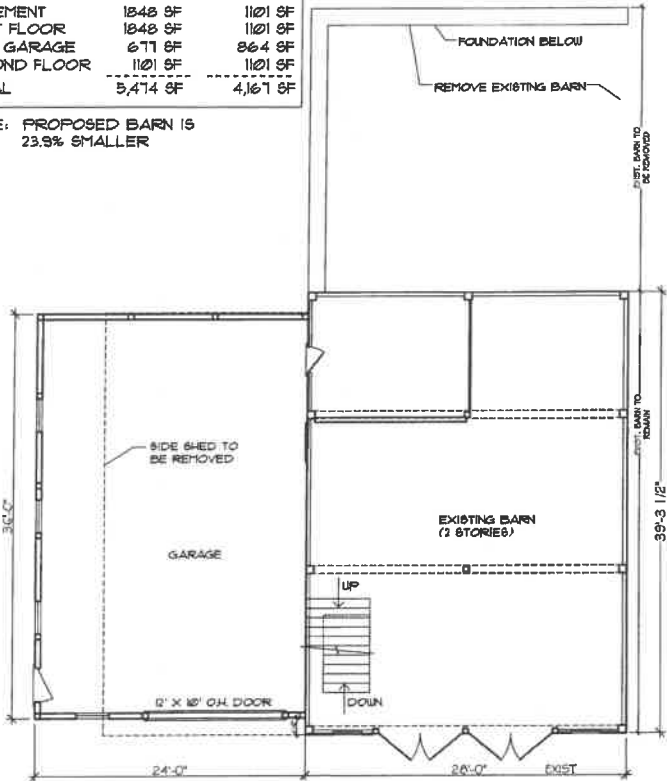 EMENT 1848 SF 1101 SF
T FLOOR 1848 SF 1101 SF
GARAGE 677 SF 864 SF
OND FLOOR 1101 SF 1101 SF
AL 5,474 SF 4,167 SF
E: PROPOSED BARN IS
23.9% SMALLER
FOUNDATION BELOW
REMOVE EXISTING BARN
EXIST. BARN TO
BE REMOVED
SIDE SHED TO
BE REMOVED
EXIST. BARN TO
REMAIN
36'-0"
39'-3 1/2"
EXISTING BARN
(2 STORIES)
GARAGE
UP
12' X 10' O.H. DOOR
DOWN
24'-0"
28'-0" EXIST